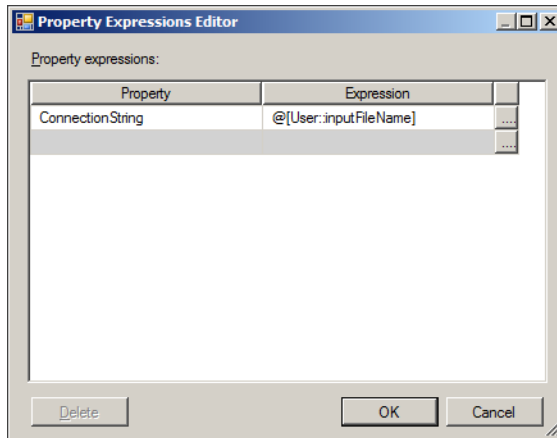 Property Expressions Editor
Property expressions:
Property Expression
ConnectionString @[User::inputFileName] ....
....
Delete OK Cancel